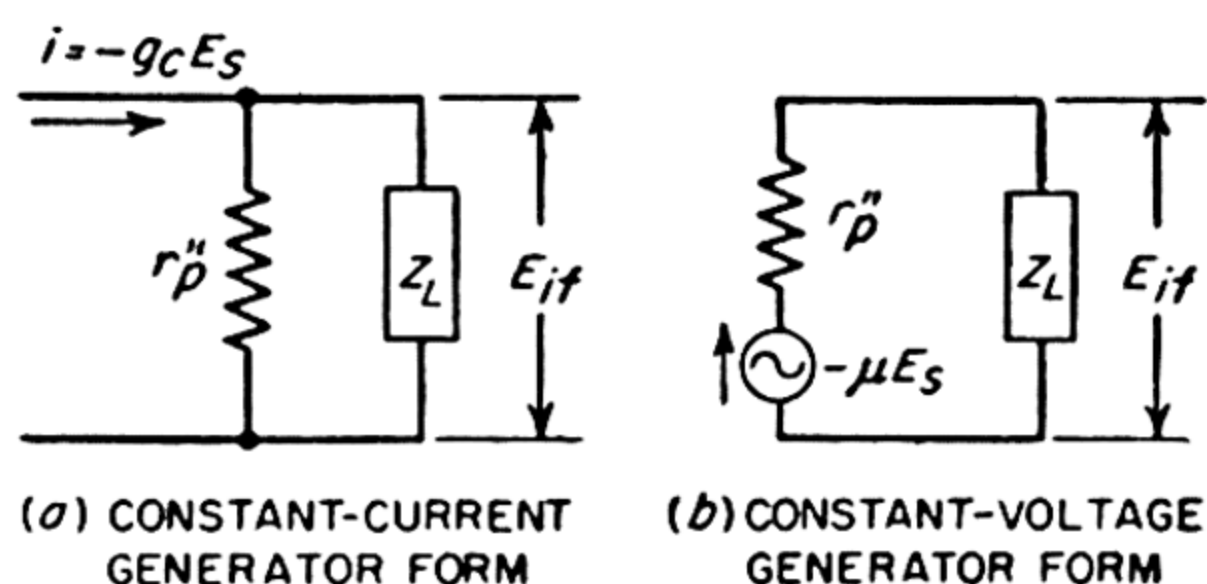 i = -g_C E_S
r_p"
Z_L
E_if
(a) CONSTANT-CURRENT
GENERATOR FORM
r_p"
-μE_S
Z_L
E_if
(b) CONSTANT-VOLTAGE
GENERATOR FORM